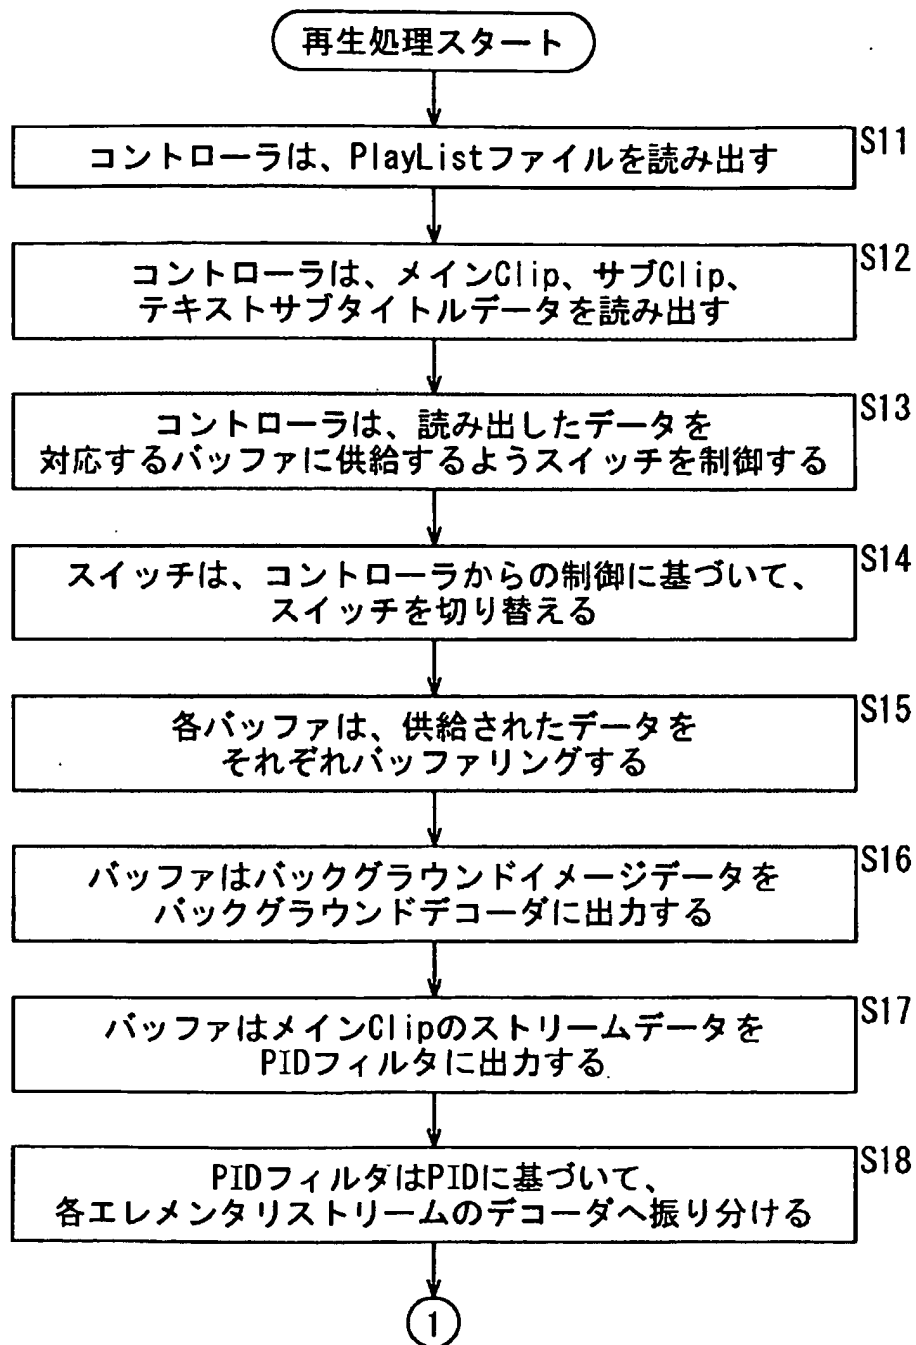 再生処理スタート
S11
コントローラは、PlayListファイルを読み出す
S12
コントローラは、メインClip、サブClip、
テキストサブタイトルデータを読み出す
S13
コントローラは、読み出したデータを
対応するバッファに供給するようスイッチを制御する
S14
スイッチは、コントローラからの制御に基づいて、
スイッチを切り替える
S15
各バッファは、供給されたデータを
それぞれバッファリングする
S16
バッファはバックグラウンドイメージデータを
バックグラウンドデコーダに出力する
S17
バッファはメインClipのストリームデータを
PIDフィルタに出力する
S18
PIDフィルタはPIDに基づいて、
各エレメンタリストリームのデコーダへ振り分ける
1